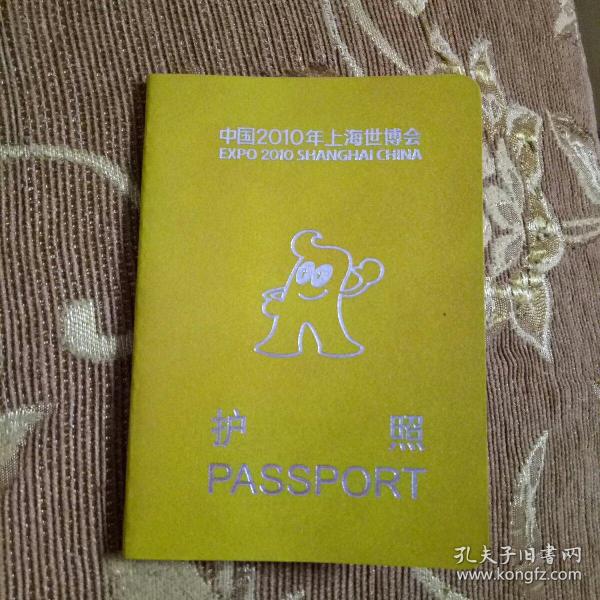 中国2010年上海世博会
EXPO 2010 SHANGHAI CHINA
护 照
PASSPORT
孔夫子旧书网
www.kongfz.com